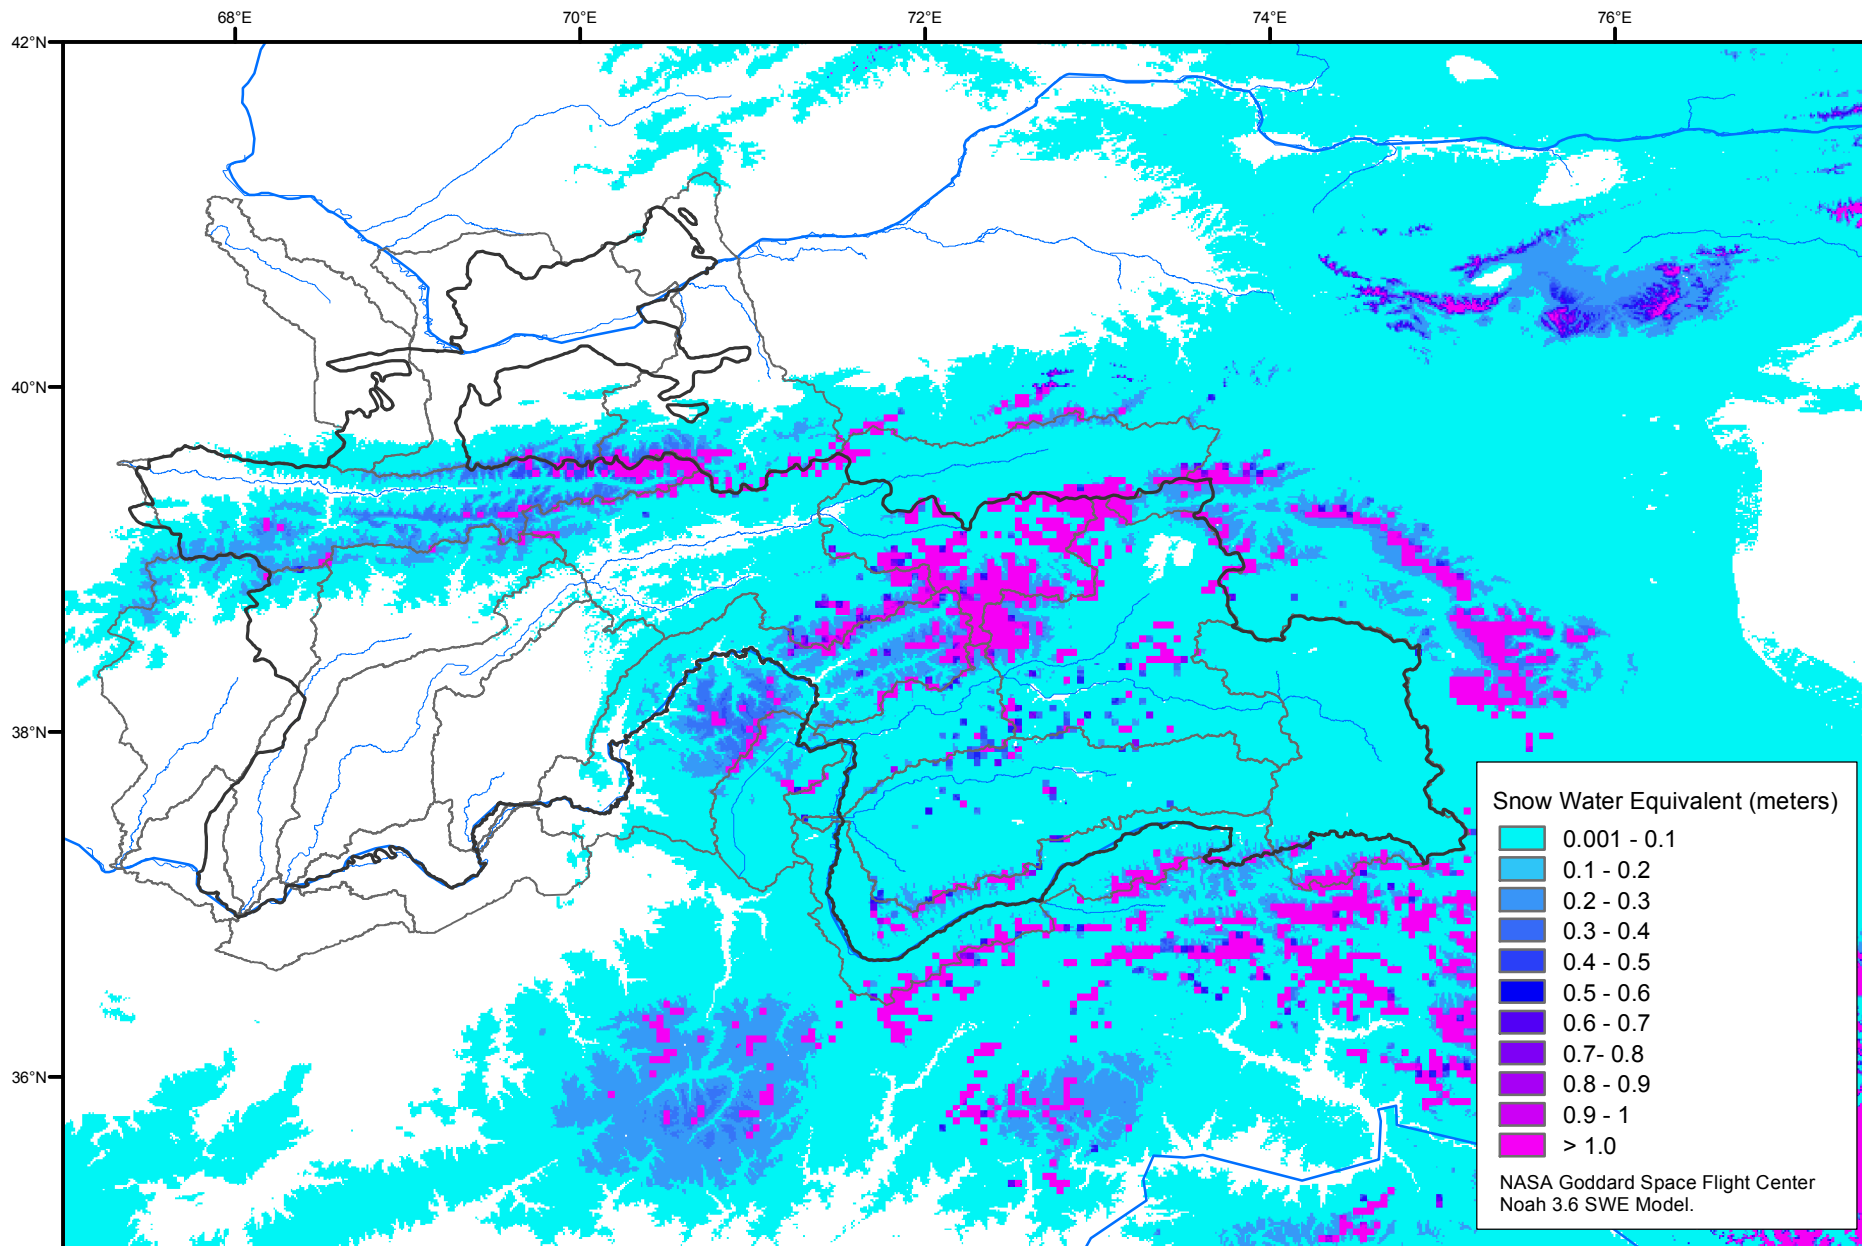 68°E
70°E
72°E
74°E
76°E
42°N
40°N
38°N
36°N
Snow Water Equivalent (meters)
0.001 - 0.1
0.1 - 0.2
0.2 - 0.3
0.3 - 0.4
0.4 - 0.5
0.5 - 0.6
0.6 - 0.7
0.7- 0.8
0.8 - 0.9
0.9 - 1
> 1.0
NASA Goddard Space Flight Center
Noah 3.6 SWE Model.